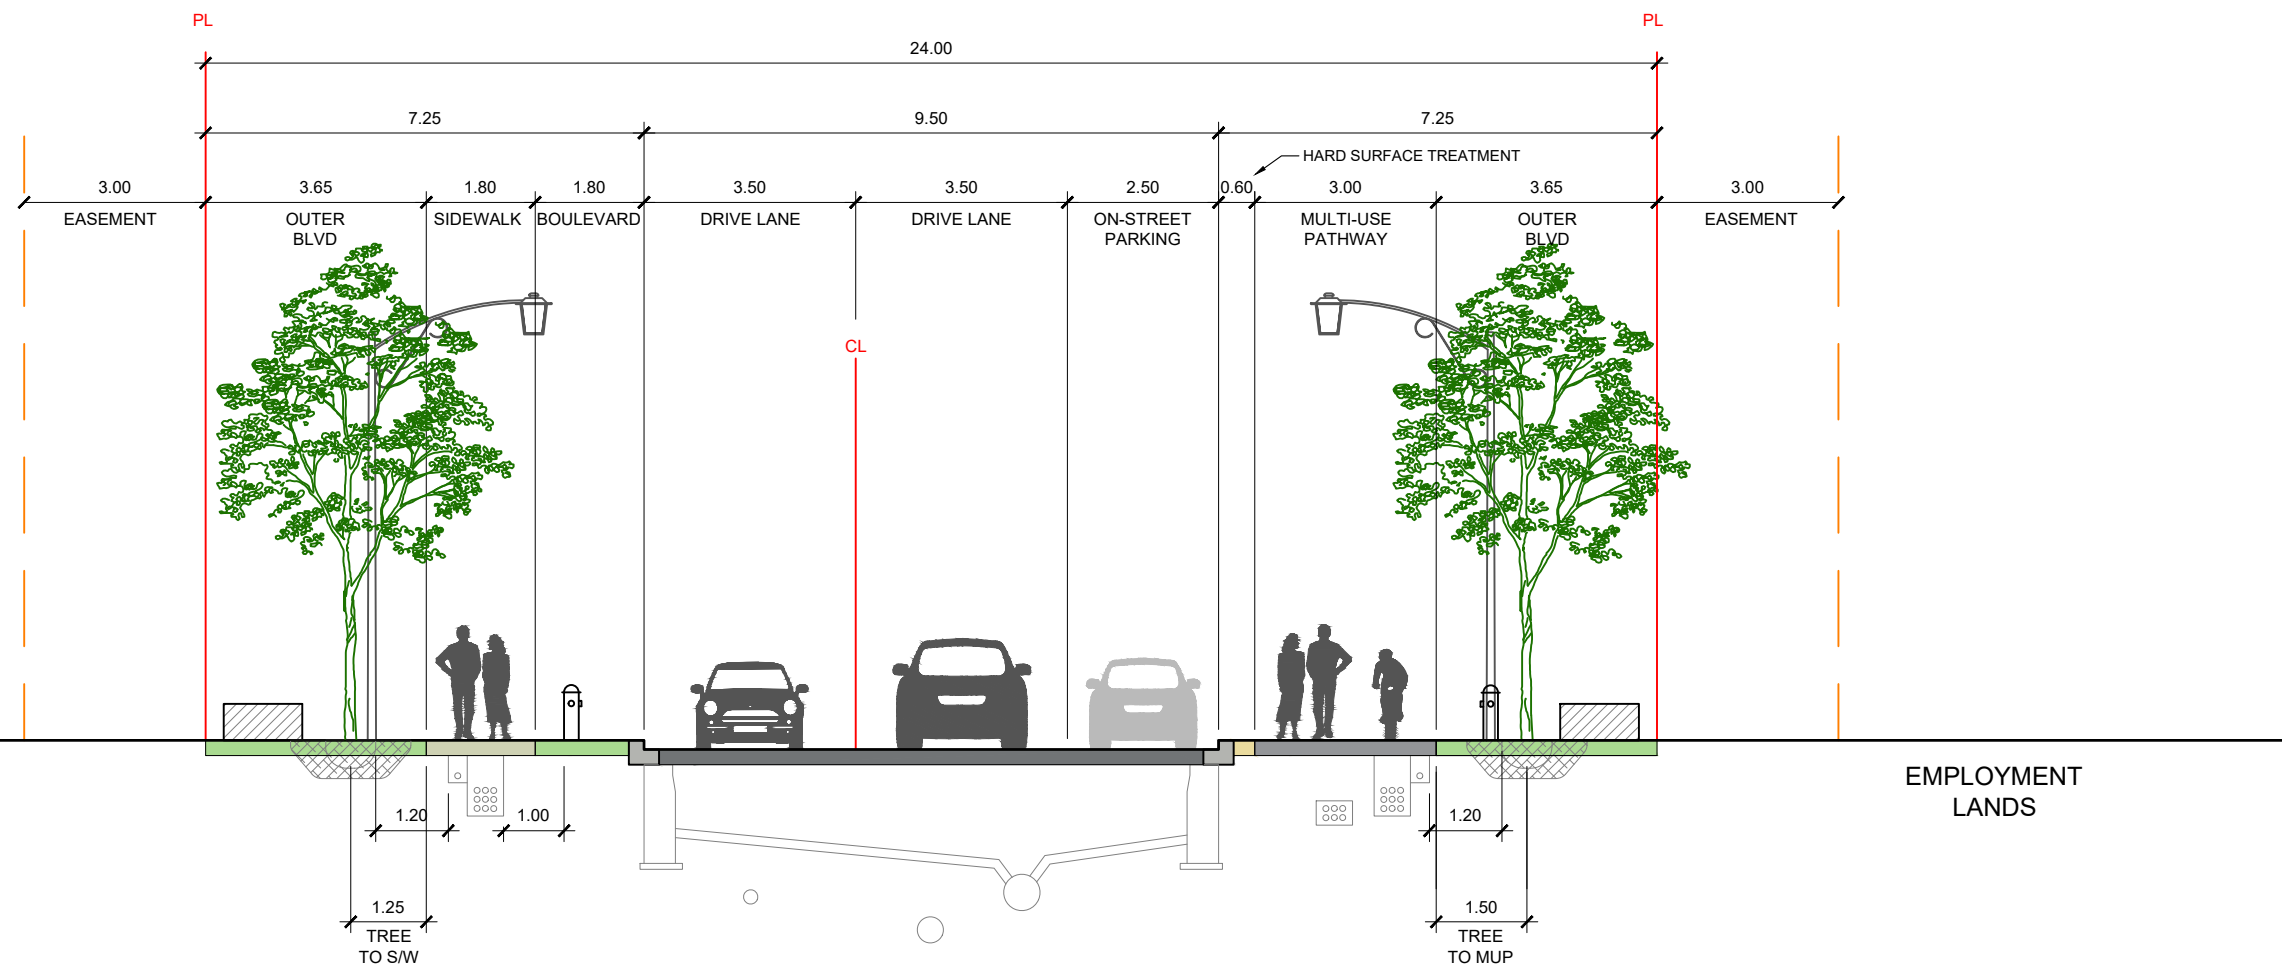 PL
PL
24.00
7.25
9.50
7.25
HARD SURFACE TREATMENT
3.00
3.65
1.80
1.80
3.50
3.50
2.50
0.60
3.00
3.65
3.00
EASEMENT
OUTER
BLVD
SIDEWALK
BOULEVARD
DRIVE LANE
DRIVE LANE
ON-STREET
PARKING
MULTI-USE
PATHWAY
OUTER
BLVD
EASEMENT
CL
EMPLOYMENT
LANDS
1.20
1.00
1.20
1.25
TREE
TO S/W
1.50
TREE
TO MUP